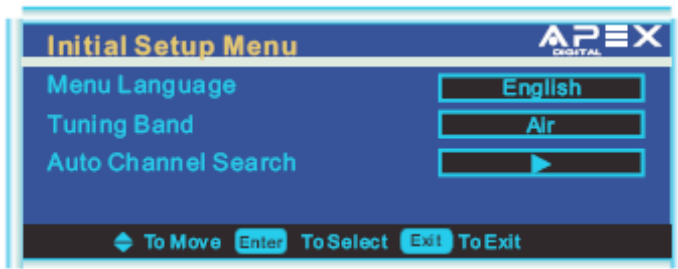 Initial Setup Menu
APEX
DIGITAL
Menu Language English
Tuning Band Air
Auto Channel Search
To Move Enter To Select Exit To Exit